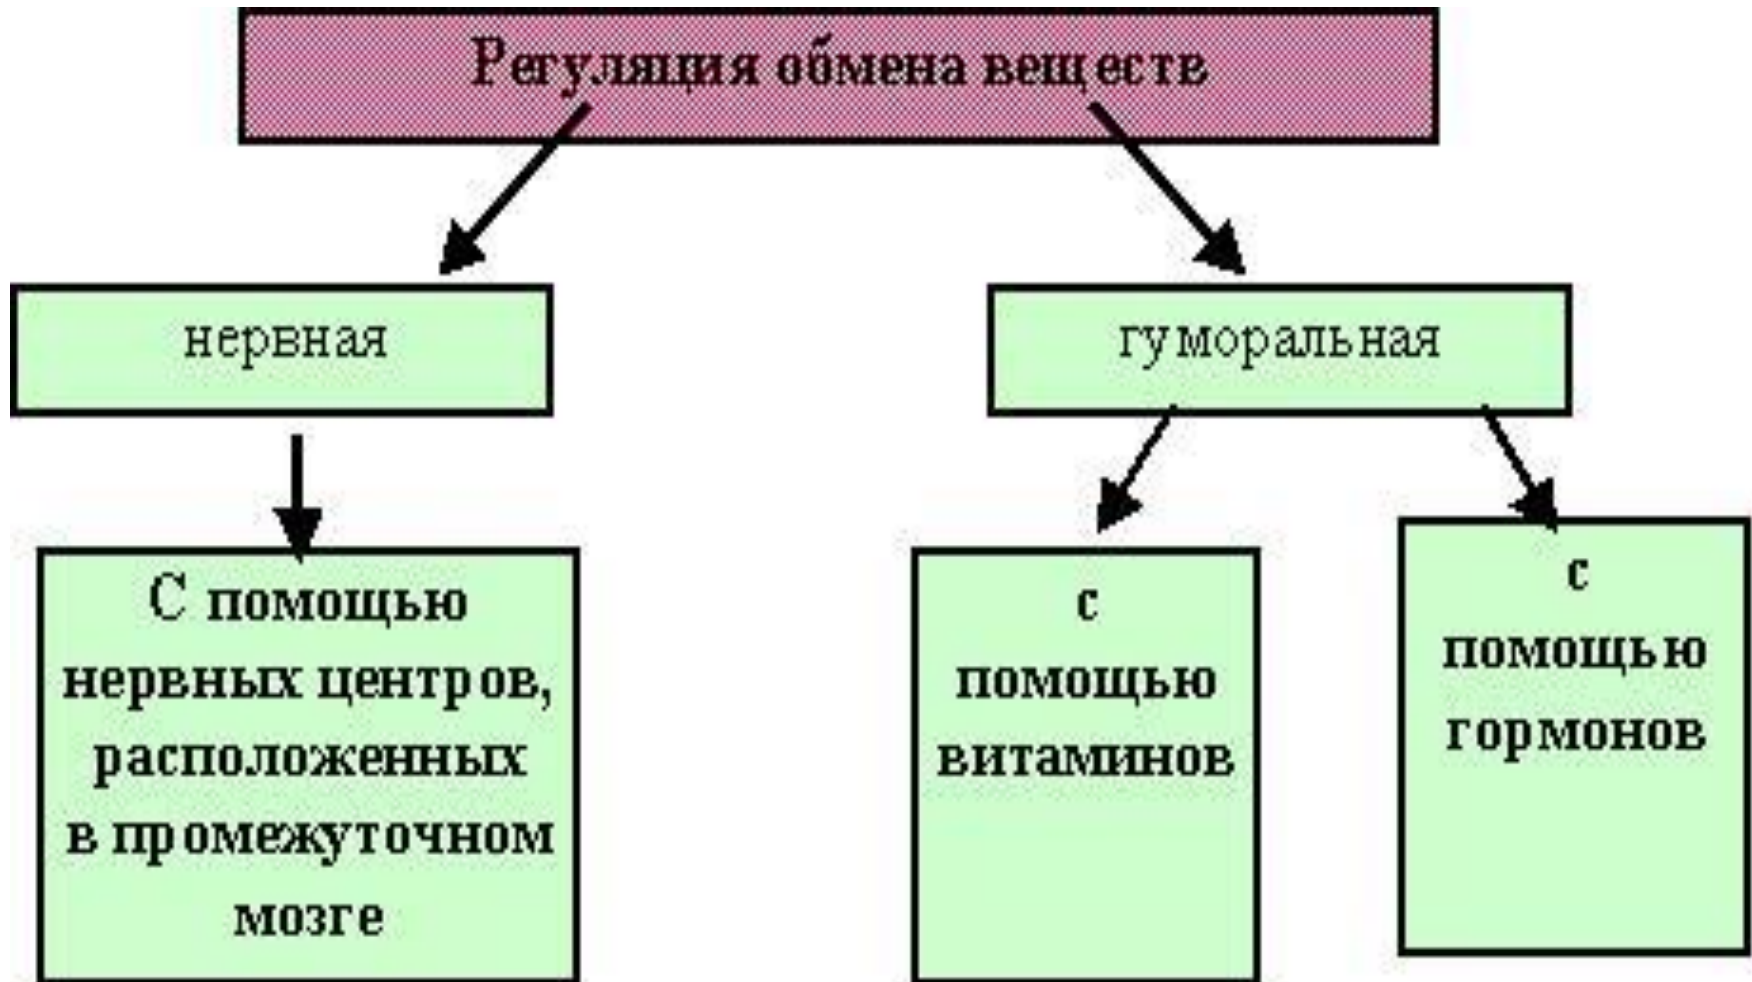 Регуляция обмена веществ
нервная
гуморальная
С помощью
нервных центров,
расположенных
в промежуточном
мозге
с
помощью
витаминов
с
помощью
гормонов